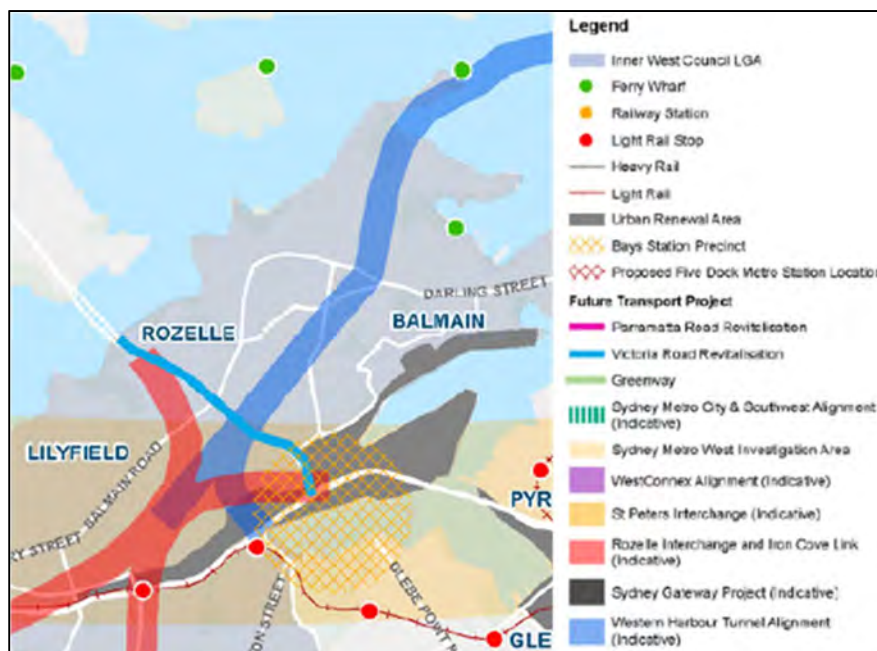 ROZELLE
BALMAIN
DARLING STREET
LILYFIELD
BALMAIN ROAD
PYR
RY STREET
ON STREET
GLEBE POINT R
GLE
Legend
Inner West Council LGA
Ferry Wharf
Railway Station
Light Rail Stop
Heavy Rail
Light Rail
Urban Renewal Area
Bays Station Precinct
Proposed Five Dock Metro Station Location
Future Transport Project
Parramatta Road Revitalisation
Victoria Road Revitalisation
Greenway
Sydney Metro City & Southwest Alignment
(Indicative)
Sydney Metro West Investigation Area
WestConnex Alignment (Indicative)
St Peters Interchange (Indicative)
Rozelle Interchange and Iron Cove Link
(Indicative)
Sydney Gateway Project (Indicative)
Western Harbour Tunnel Alignment
(Indicative)